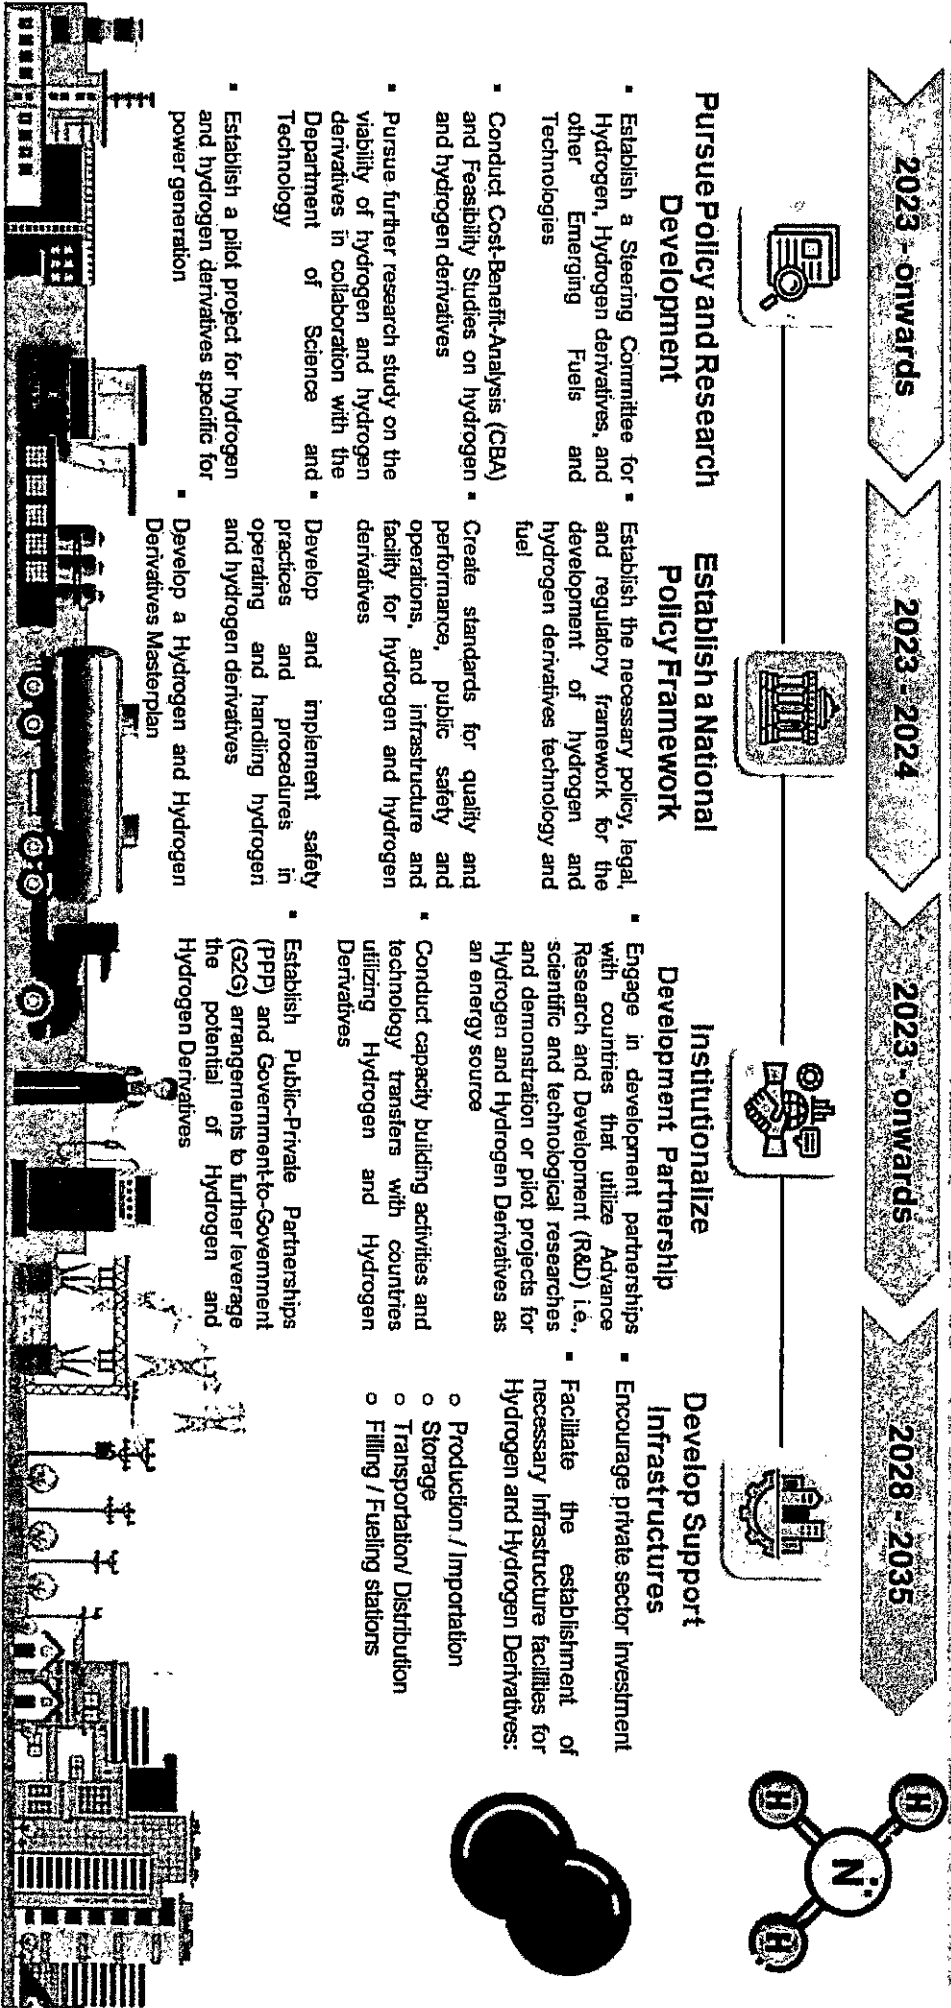 2023 - onwards
2023 - 2024
2023 - onwards
2028 - 2035
Pursue Policy and Research
Development
▪ Establish a Steering Committee for
Hydrogen, Hydrogen derivatives, and
other Emerging Fuels and
Technologies
▪ Conduct Cost-Benefit-Analysis (CBA)
and Feasibility Studies on hydrogen
and hydrogen derivatives
▪ Pursue further research study on the
viability of hydrogen and hydrogen
derivatives in collaboration with the
Department of Science and
Technology
▪ Establish a pilot project for hydrogen
and hydrogen derivatives specific for
power generation
Establish a National
Policy Framework
▪ Establish the necessary policy, legal,
and regulatory framework for the
development of hydrogen and
hydrogen derivatives technology and
fuel
▪ Create standards for quality and
performance, public safety and
operations, and infrastructure and
facility for hydrogen and hydrogen
derivatives
▪ Develop and implement safety
practices and procedures in
operating and handling hydrogen
and hydrogen derivatives
▪ Develop a Hydrogen and Hydrogen
Derivatives Masterplan
Institutionalize
Development Partnership
▪ Engage in development partnerships
with countries that utilize Advance
Research and Development (R&D) i.e.,
scientific and technological researches
and demonstration or pilot projects for
Hydrogen and Hydrogen Derivatives as
an energy source
▪ Conduct capacity building activities and
technology transfers with countries
utilizing Hydrogen and Hydrogen
Derivatives
▪ Establish Public-Private Partnerships
(PPP) and Government-to-Government
(G2G) arrangements to further leverage
the potential of Hydrogen and
Hydrogen Derivatives
Develop Support
Infrastructures
▪ Encourage private sector investment
▪ Facilitate the establishment of
necessary infrastructure facilities for
Hydrogen and Hydrogen Derivatives:
o Production / Importation
o Storage
o Transportation/ Distribution
o Filling / Fueling stations
H
N
H
H